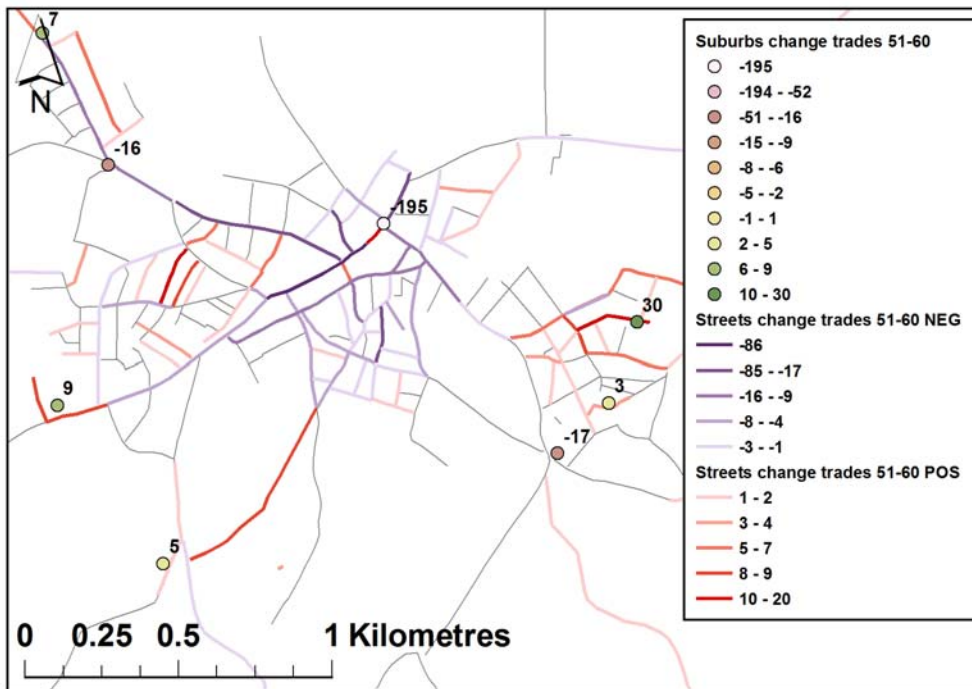 7
N
-16
-195
30
9
3
-17
5
0 0.25 0.5 1 Kilometres
Suburbs change trades 51-60
-195
-194 - -52
-51 - -16
-15 - -9
-8 - -6
-5 - -2
-1 - 1
2 - 5
6 - 9
10 - 30
Streets change trades 51-60 NEG
-86
-85 - -17
-16 - -9
-8 - -4
-3 - -1
Streets change trades 51-60 POS
1 - 2
3 - 4
5 - 7
8 - 9
10 - 20